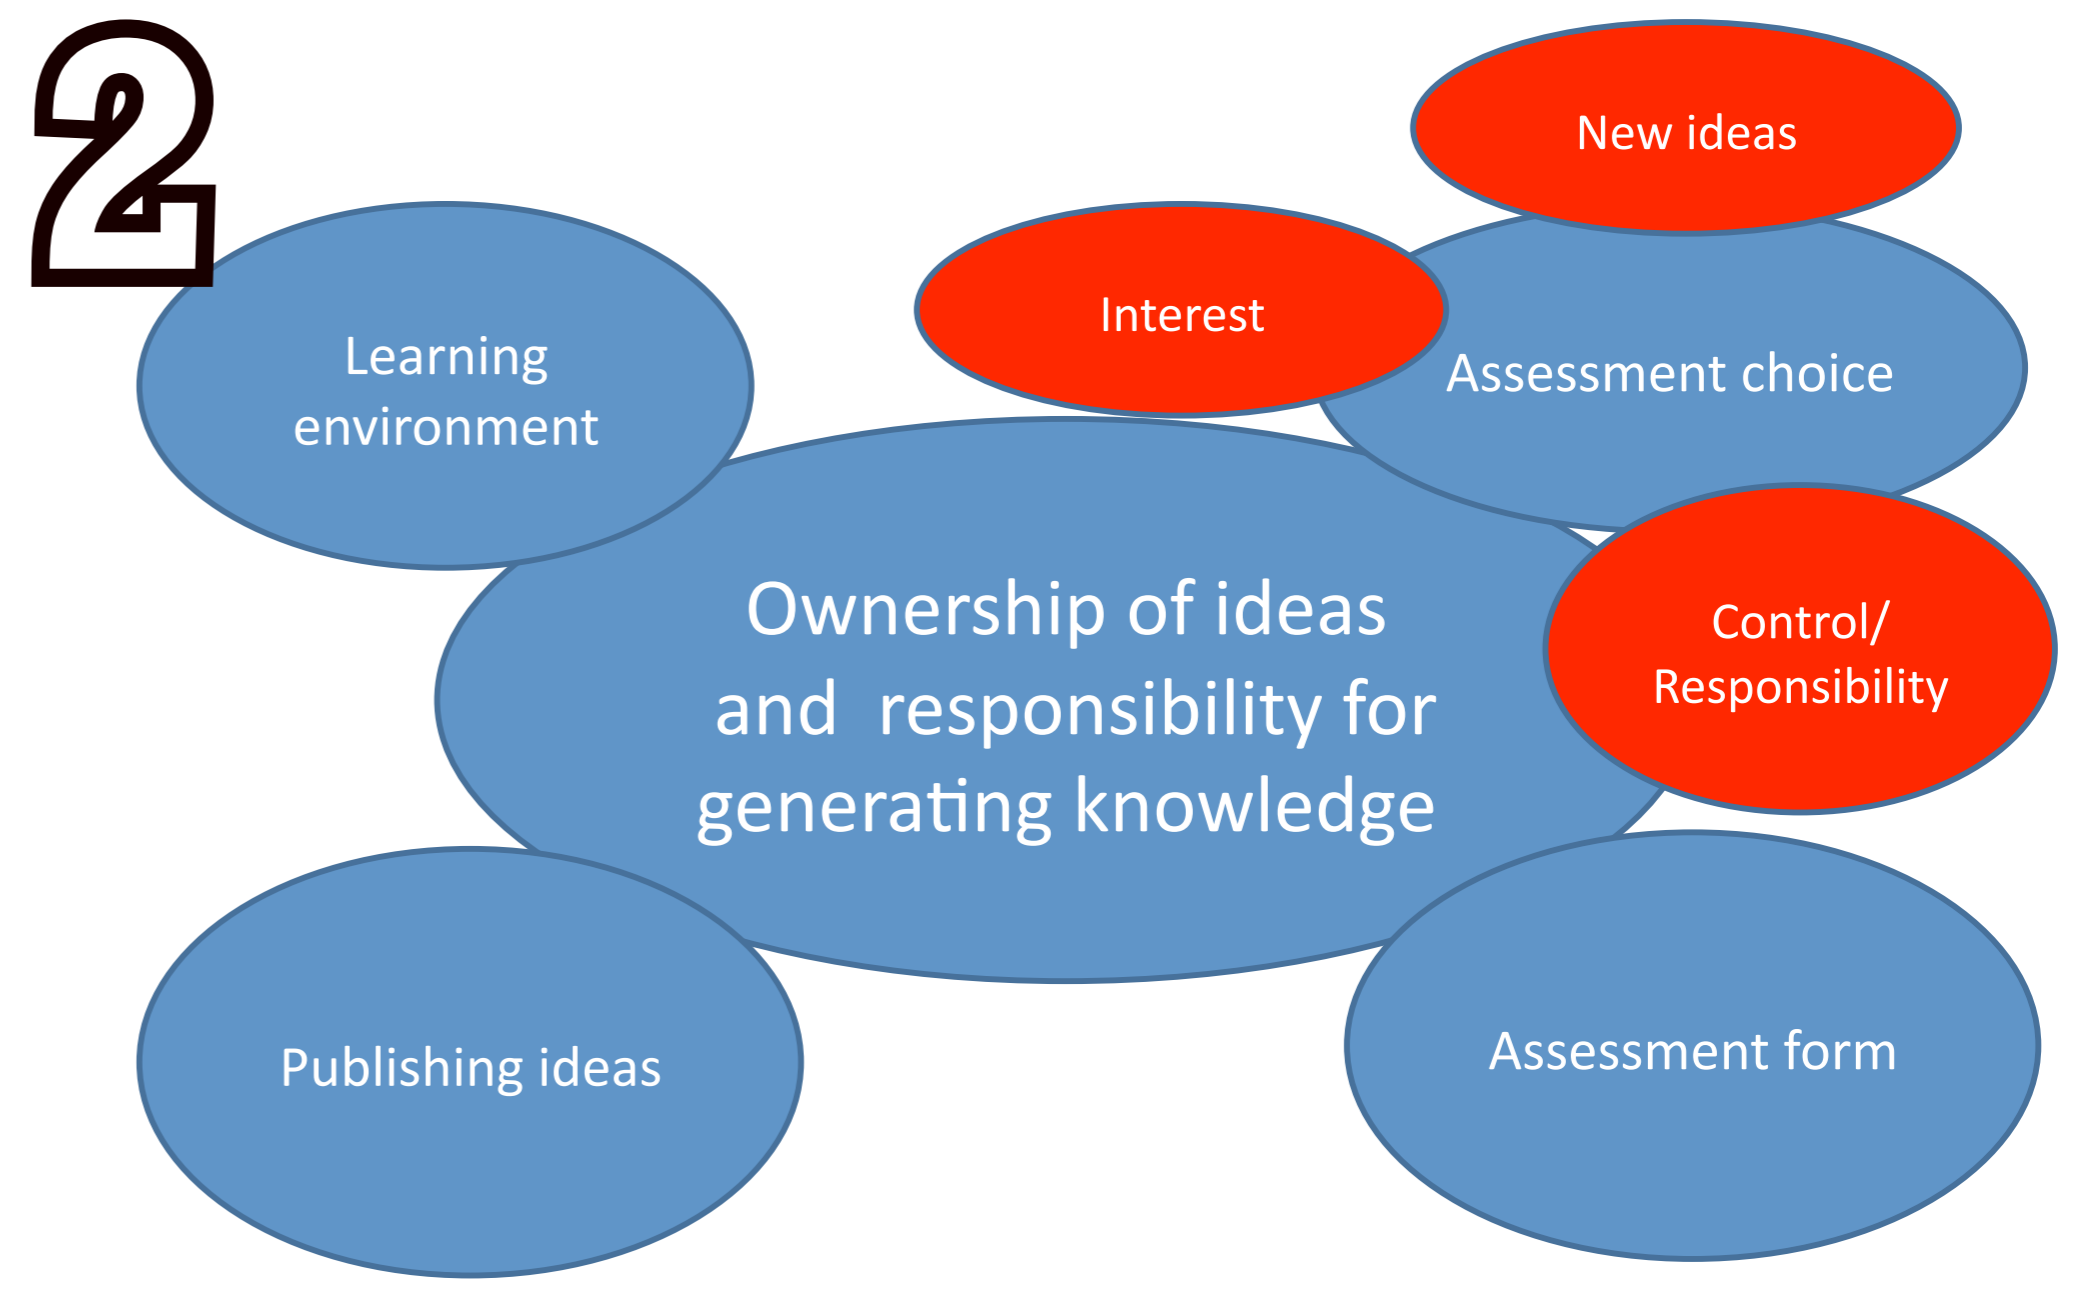 2
New ideas
Interest
Learning
environment
Assessment choice
Ownership of ideas
and  responsibility for
generating knowledge
Control/
Responsibility
Publishing ideas
Assessment form